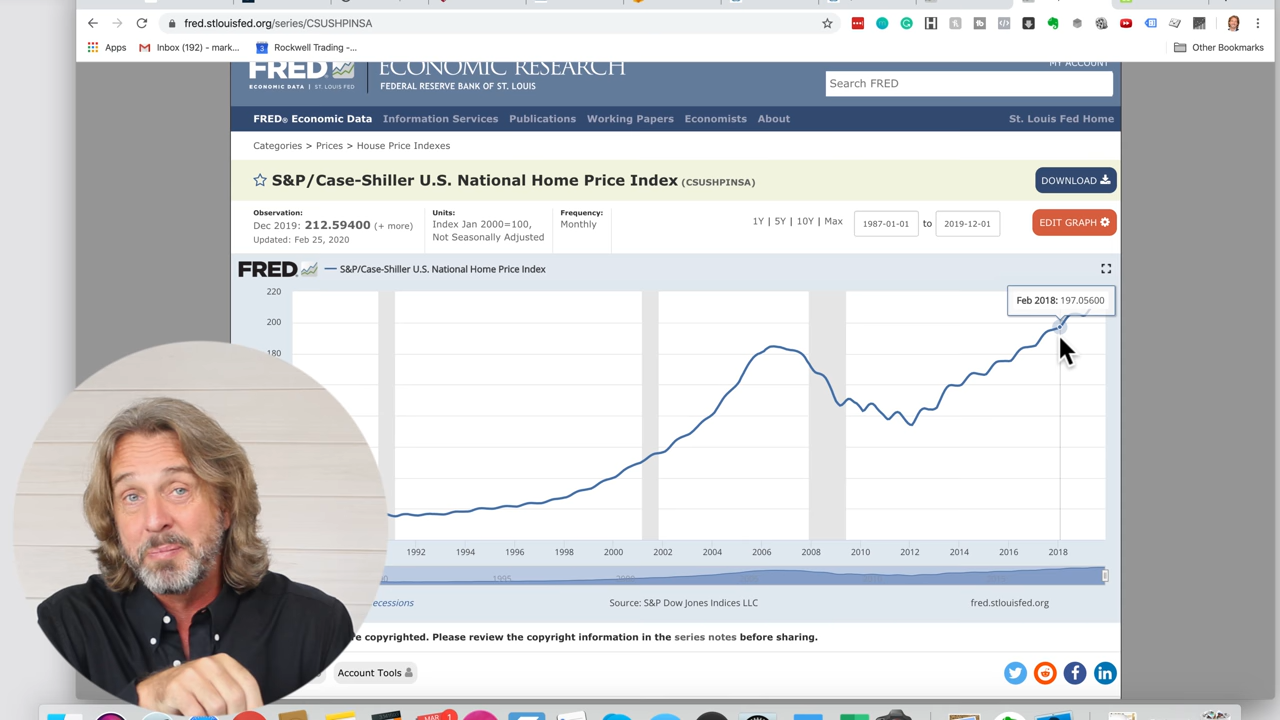 fred.stlouisfed.org/series/CSUSHPINSA
Apps Inbox (192) - mark... Rockwell Trading -... Other Bookmarks
FRED ECONOMIC RESEARCH
ECONOMIC DATA | ST. LOUIS FED FEDERAL RESERVE BANK OF ST. LOUIS
MY ACCOUNT
Search FRED
FRED® Economic Data Information Services Publications Working Papers Economists About St. Louis Fed Home
Categories > Prices > House Price Indexes
S&P/Case-Shiller U.S. National Home Price Index (CSUSHPINSA)
DOWNLOAD
Observation:
Dec 2019: 212.59400 (+ more)
Updated: Feb 25, 2020
Units:
Index Jan 2000=100,
Not Seasonally Adjusted
Frequency:
Monthly
1Y | 5Y | 10Y | Max 1987-01-01 to 2019-12-01
EDIT GRAPH
FRED S&P/Case-Shiller U.S. National Home Price Index
220
Feb 2018: 197.05600
200
180
1992 1994 1996 1998 2000 2002 2004 2006 2008 2010 2012 2014 2016 2018
1995 2000
ecessions Source: S&P Dow Jones Indices LLC fred.stlouisfed.org
re copyrighted. Please review the copyright information in the series notes before sharing.
Account Tools
MAR 1